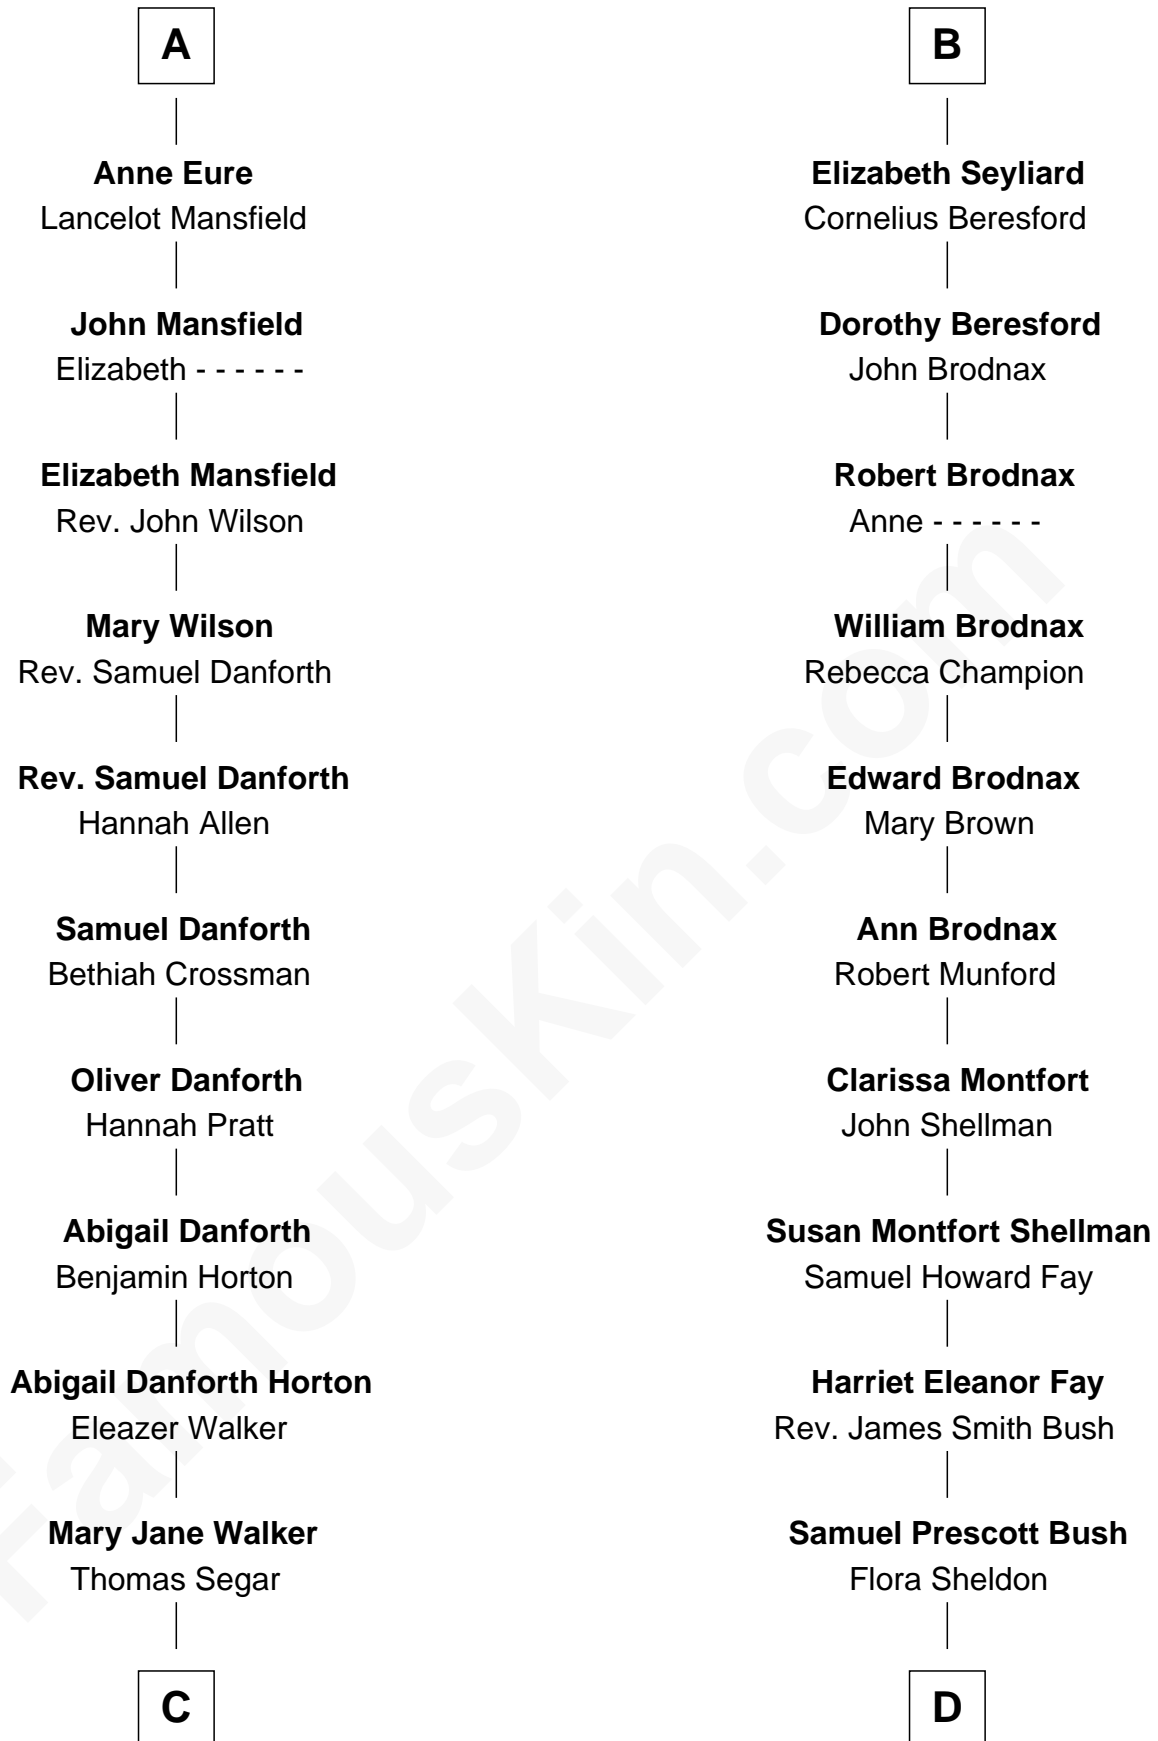 A
Anne Eure
Lancelot Mansfield
John Mansfield
Elizabeth - - - - - -
Elizabeth Mansfield
Rev. John Wilson
Mary Wilson
Rev. Samuel Danforth
Rev. Samuel Danforth
Hannah Allen
Samuel Danforth
Bethiah Crossman
Oliver Danforth
Hannah Pratt
Abigail Danforth
Benjamin Horton
Abigail Danforth Horton
Eleazer Walker
Mary Jane Walker
Thomas Segar
C
B
Elizabeth Seyliard
Cornelius Beresford
Dorothy Beresford
John Brodnax
Robert Brodnax
Anne - - - - - -
William Brodnax
Rebecca Champion
Edward Brodnax
Mary Brown
Ann Brodnax
Robert Munford
Clarissa Montfort
John Shellman
Susan Montfort Shellman
Samuel Howard Fay
Harriet Eleanor Fay
Rev. James Smith Bush
Samuel Prescott Bush
Flora Sheldon
D
FamousKin.com